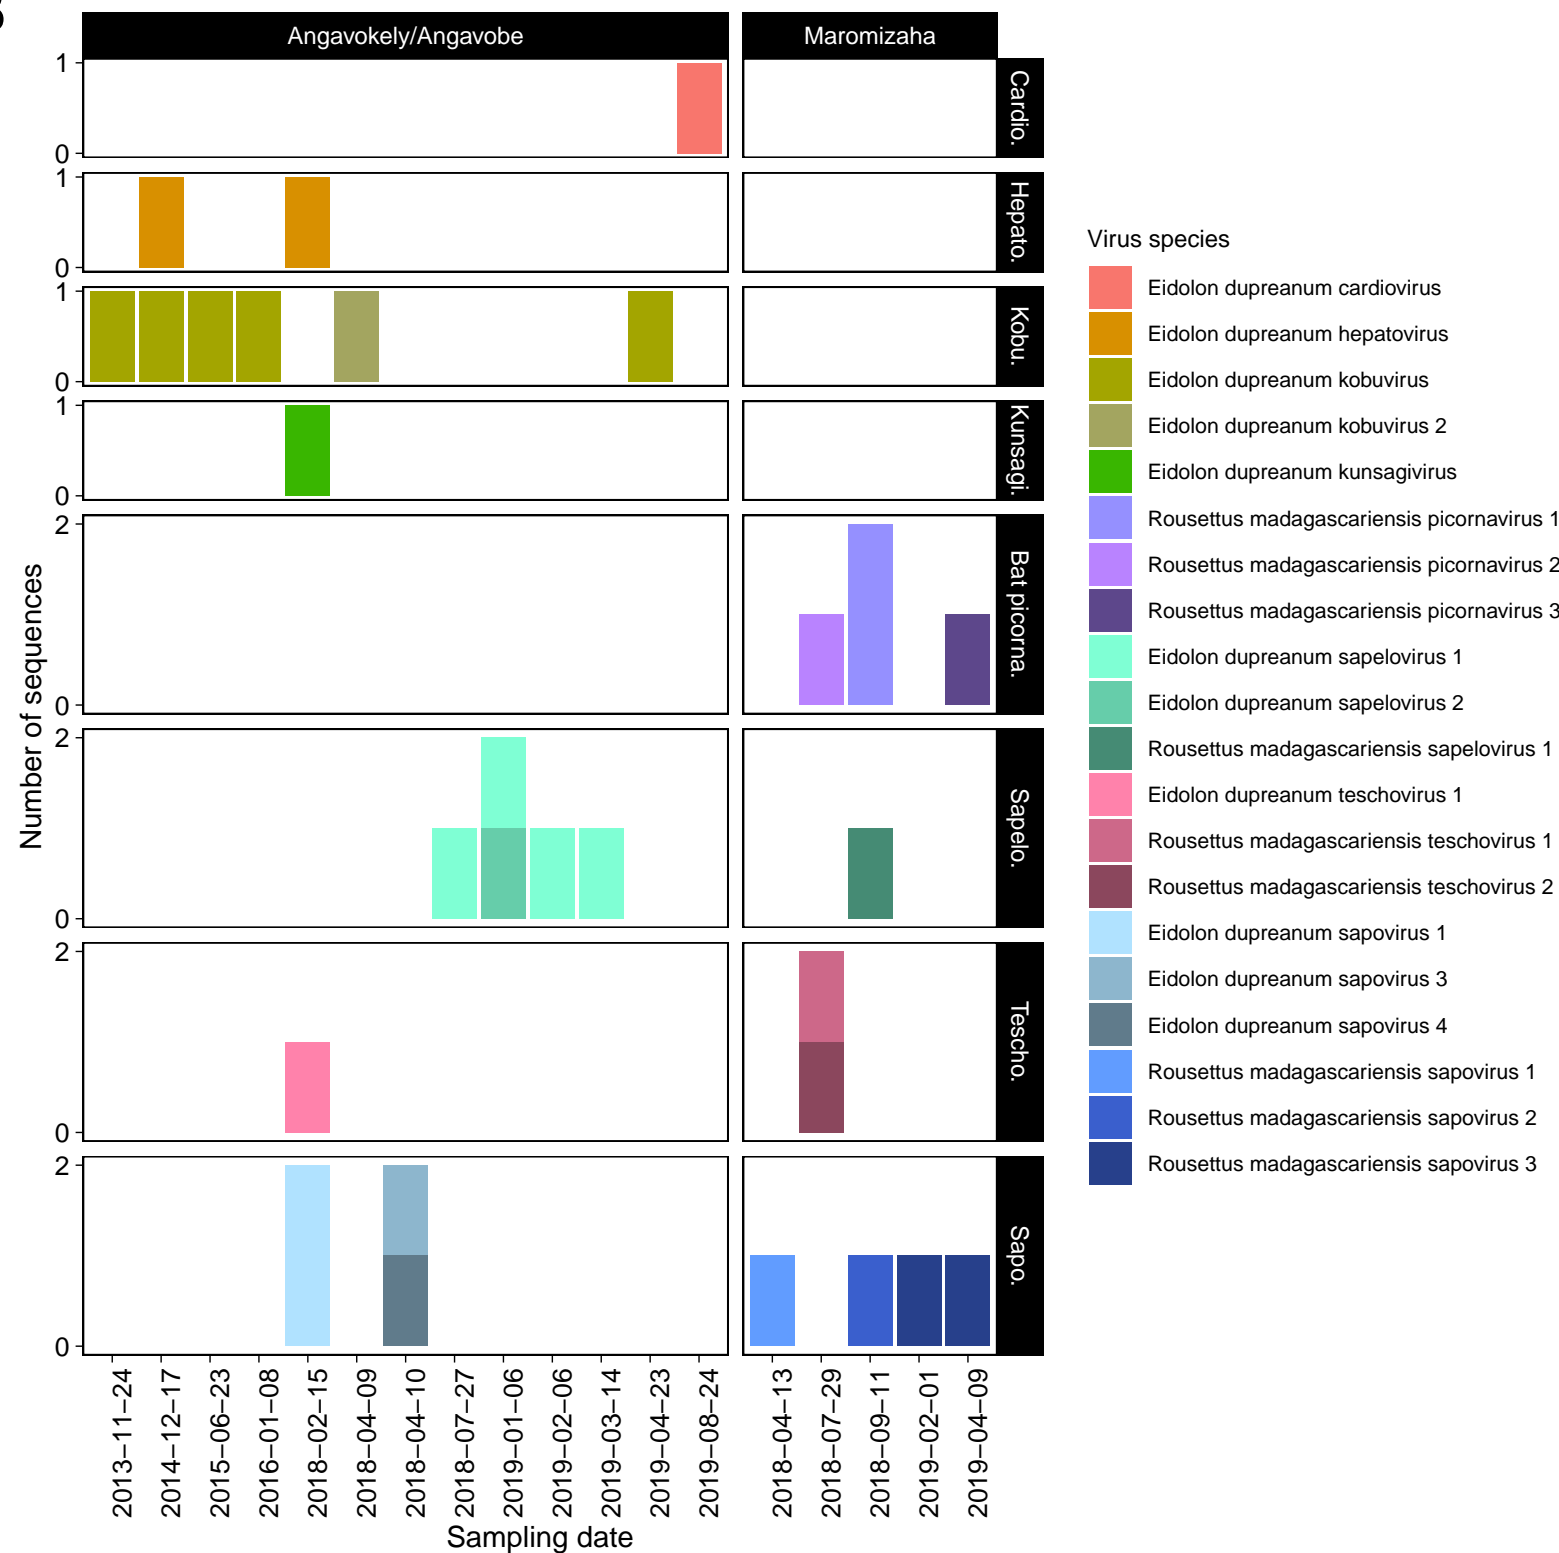 Angavokely/Angavobe
Maromizaha
1
0
Cardio.
1
0
Hepato.
1
0
Kobu.
1
0
Kunsagi.
2
0
Bat picorna.
2
0
Sapelo.
2
0
Tescho.
2
0
Sapo.
Number of sequences
2013−11−24
2014−12−17
2015−06−23
2016−01−08
2018−02−15
2018−04−09
2018−04−10
2018−07−27
2019−01−06
2019−02−06
2019−03−14
2019−04−23
2019−08−24
2018−04−13
2018−07−29
2018−09−11
2019−02−01
2019−04−09
Sampling date
Virus species
Eidolon dupreanum cardiovirus
Eidolon dupreanum hepatovirus
Eidolon dupreanum kobuvirus
Eidolon dupreanum kobuvirus 2
Eidolon dupreanum kunsagivirus
Rousettus madagascariensis picornavirus 1
Rousettus madagascariensis picornavirus 2
Rousettus madagascariensis picornavirus 3
Eidolon dupreanum sapelovirus 1
Eidolon dupreanum sapelovirus 2
Rousettus madagascariensis sapelovirus 1
Eidolon dupreanum teschovirus 1
Rousettus madagascariensis teschovirus 1
Rousettus madagascariensis teschovirus 2
Eidolon dupreanum sapovirus 1
Eidolon dupreanum sapovirus 3
Eidolon dupreanum sapovirus 4
Rousettus madagascariensis sapovirus 1
Rousettus madagascariensis sapovirus 2
Rousettus madagascariensis sapovirus 3